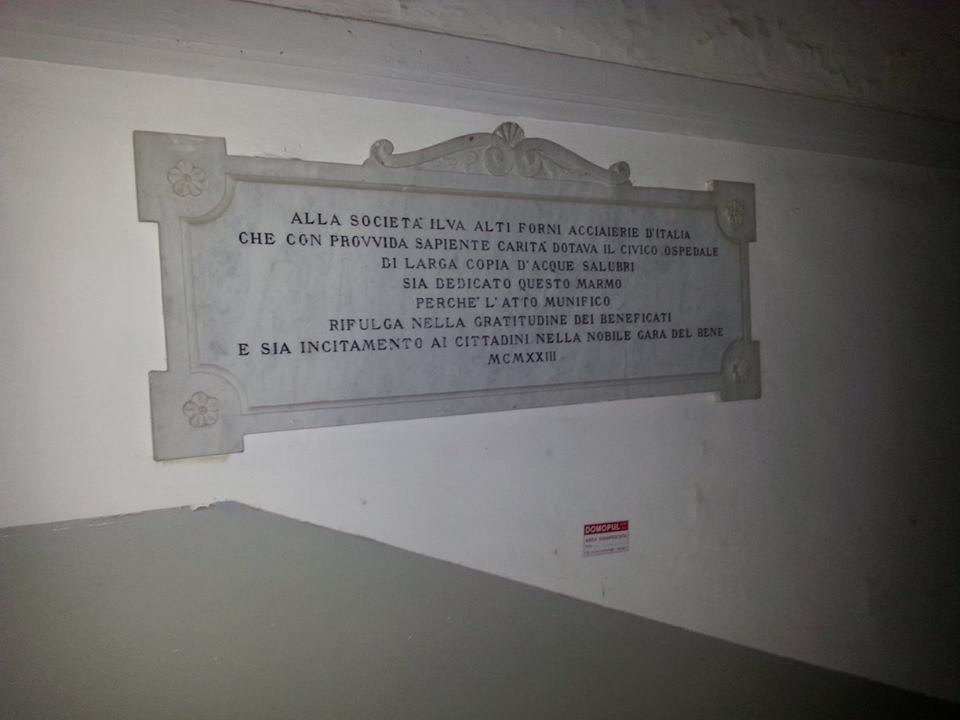 ALLA SOCIETÀ ILVA ALTI FORNI ACCIAIERIE D'ITALIA
CHE CON PROVVIDA SAPIENTE CARITÀ DOTAVA IL CIVICO OSPEDALE
DI LARGA COPIA D'ACQUE SALUBRI
SIA DEDICATO QUESTO MARMO
PERCHE' L'ATTO MUNIFICO
RIFULGA NELLA GRATITUDINE DEI BENEFICATI
E SIA INCITAMENTO AI CITTADINI NELLA NOBILE GARA DEL BENE
MCMXXIII
DOMOPUL